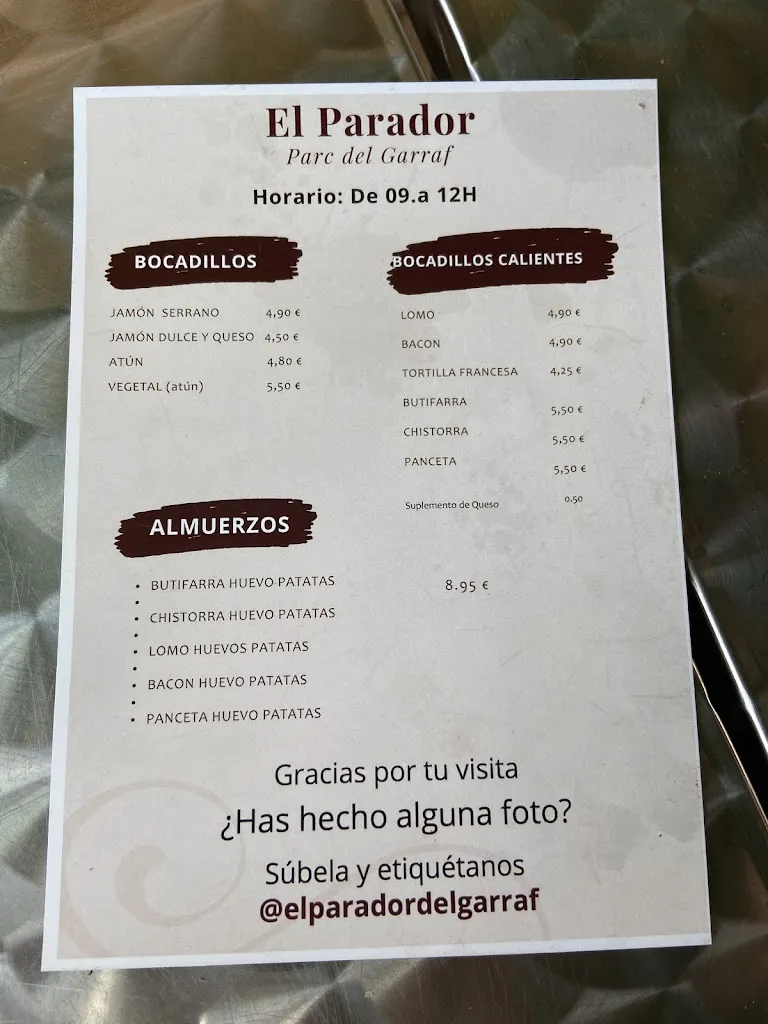 El Parador
Parc del Garraf
Horario: De 09.a 12H
BOCADILLOS
JAMÓN SERRANO 4,90 €
JAMÓN DULCE Y QUESO 4,50 €
ATÚN 4,80 €
VEGETAL (atún) 5,50 €
BOCADILLOS CALIENTES
LOMO 4,90 €
BACON 4,90 €
TORTILLA FRANCESA 4,25 €
BUTIFARRA 5,50 €
CHISTORRA 5,50 €
PANCETA 5,50 €
Suplemento de Queso 0.50
ALMUERZOS
• BUTIFARRA HUEVO PATATAS 8.95 €
•
• CHISTORRA HUEVO PATATAS
•
• LOMO HUEVOS PATATAS
•
• BACON HUEVO PATATAS
•
• PANCETA HUEVO PATATAS
Gracias por tu visita
¿Has hecho alguna foto?
Súbela y etiquétanos
@elparadordelgarraf